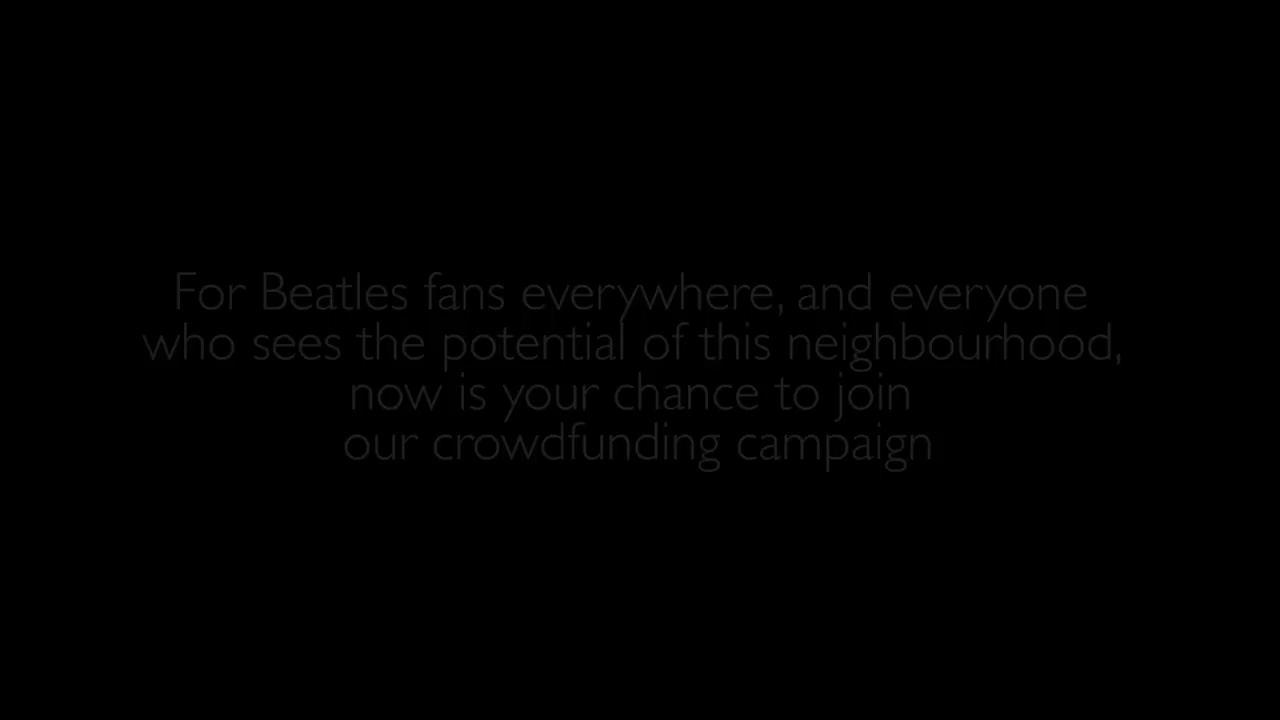 For Beatles fans everywhere, and everyone
who sees the potential of this neighbourhood,
now is your chance to join
our crowdfunding campaign